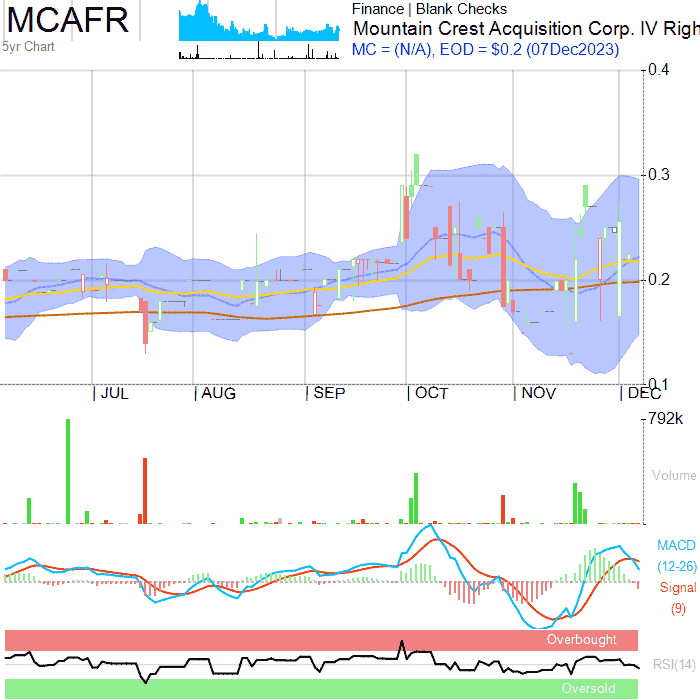 MCAFR
5yr Chart
Finance | Blank Checks
Mountain Crest Acquisition Corp. IV Righ
MC = (N/A), EOD = $0.2 (07Dec2023)
0.4
0.3
0.2
0.1
JUL AUG SEP OCT NOV DEC
792k
Volume
MACD
(12-26)
Signal
(9)
Overbought
RSI(14)
Oversold